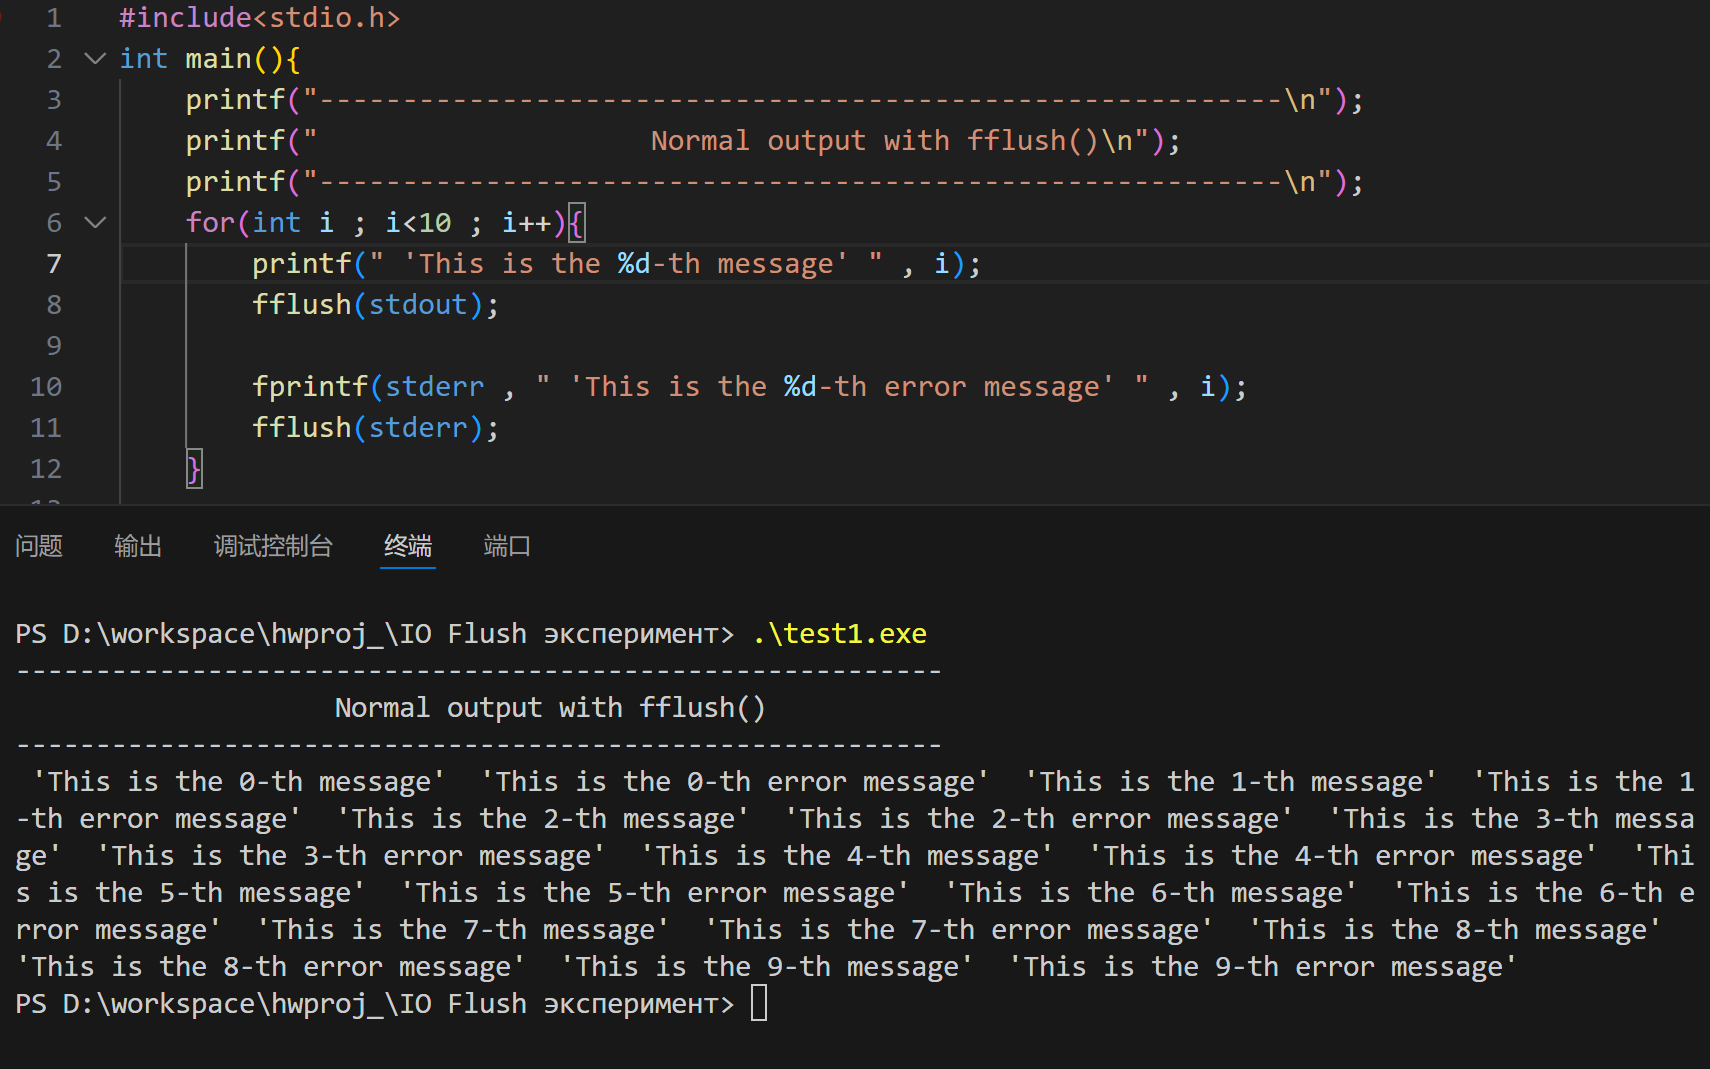 1 #include<stdio.h>
2 int main(){
3 printf("----------------------------------------------------------\n");
4 printf("                    Normal output with fflush()\n");
5 printf("----------------------------------------------------------\n");
6 for(int i ; i<10 ; i++){
7 printf(" 'This is the %d-th message' " , i);
8 fflush(stdout);
9
10 fprintf(stderr , " 'This is the %d-th error message' " , i);
11 fflush(stderr);
12 }
问题 输出 调试控制台 终端 端口
PS D:\workspace\hwproj_\IO Flush эксперимент> .\test1.exe
----------------------------------------------------------
                    Normal output with fflush()
----------------------------------------------------------
 'This is the 0-th message'  'This is the 0-th error message'  'This is the 1-th message'  'This is the 1
-th error message'  'This is the 2-th message'  'This is the 2-th error message'  'This is the 3-th messa
ge'  'This is the 3-th error message'  'This is the 4-th message'  'This is the 4-th error message'  'Thi
s is the 5-th message'  'This is the 5-th error message'  'This is the 6-th message'  'This is the 6-th e
rror message'  'This is the 7-th message'  'This is the 7-th error message'  'This is the 8-th message'
'This is the 8-th error message'  'This is the 9-th message'  'This is the 9-th error message'
PS D:\workspace\hwproj_\IO Flush эксперимент>